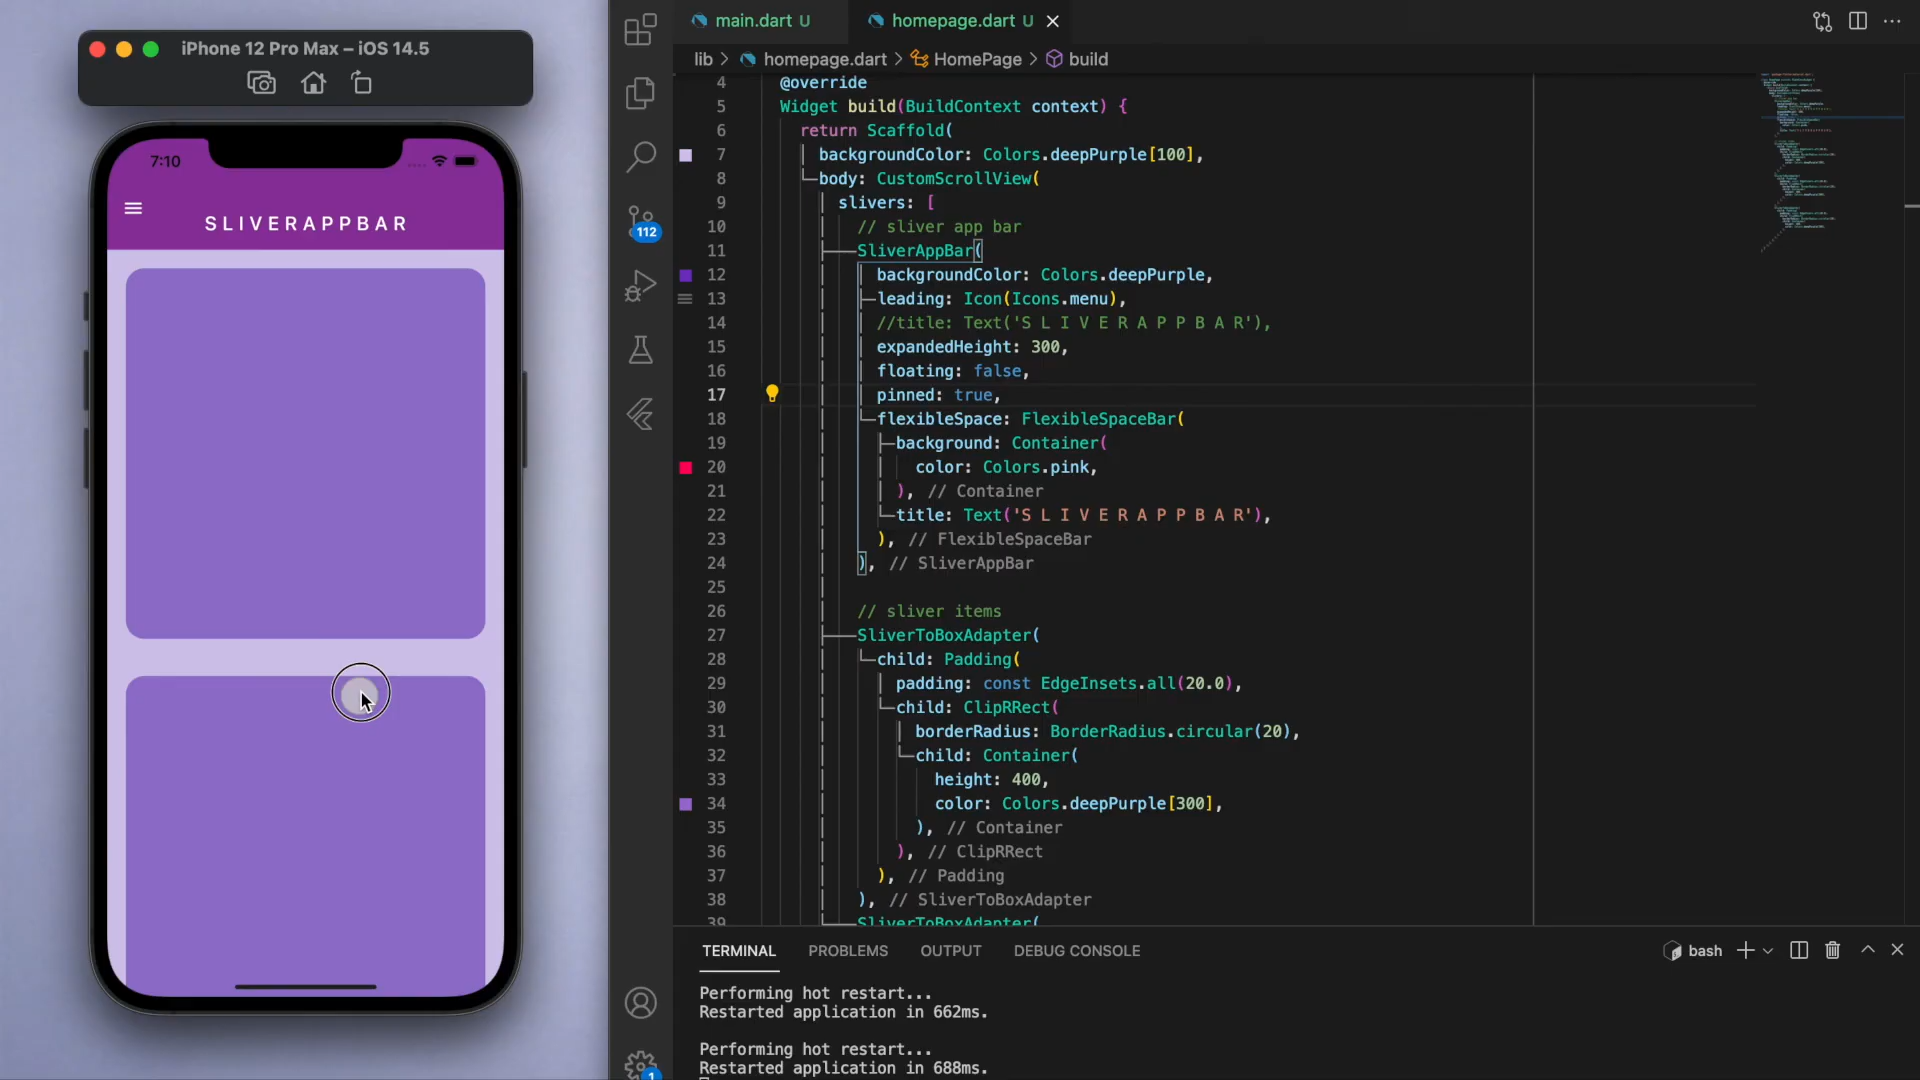 iPhone 12 Pro Max – iOS 14.5
7:10
S L I V E R A P P B A R
112
1
main.dart U
homepage.dart U
lib > homepage.dart > HomePage > build
4 @override
5 Widget build(BuildContext context) {
6 return Scaffold(
7 backgroundColor: Colors.deepPurple[100],
8 body: CustomScrollView(
9 slivers: [
10 // sliver app bar
11 SliverAppBar(
12 backgroundColor: Colors.deepPurple,
13 leading: Icon(Icons.menu),
14 //title: Text('S L I V E R A P P B A R'),
15 expandedHeight: 300,
16 floating: false,
17 pinned: true,
18 flexibleSpace: FlexibleSpaceBar(
19 background: Container(
20 color: Colors.pink,
21 ), // Container
22 title: Text('S L I V E R A P P B A R'),
23 ), // FlexibleSpaceBar
24 ), // SliverAppBar
25
26 // sliver items
27 SliverToBoxAdapter(
28 child: Padding(
29 padding: const EdgeInsets.all(20.0),
30 child: ClipRRect(
31 borderRadius: BorderRadius.circular(20),
32 child: Container(
33 height: 400,
34 color: Colors.deepPurple[300],
35 ), // Container
36 ), // ClipRRect
37 ), // Padding
38 ), // SliverToBoxAdapter
39 SliverToBoxAdapter(
TERMINAL PROBLEMS OUTPUT DEBUG CONSOLE
bash
Performing hot restart...
Restarted application in 662ms.
Performing hot restart...
Restarted application in 688ms.